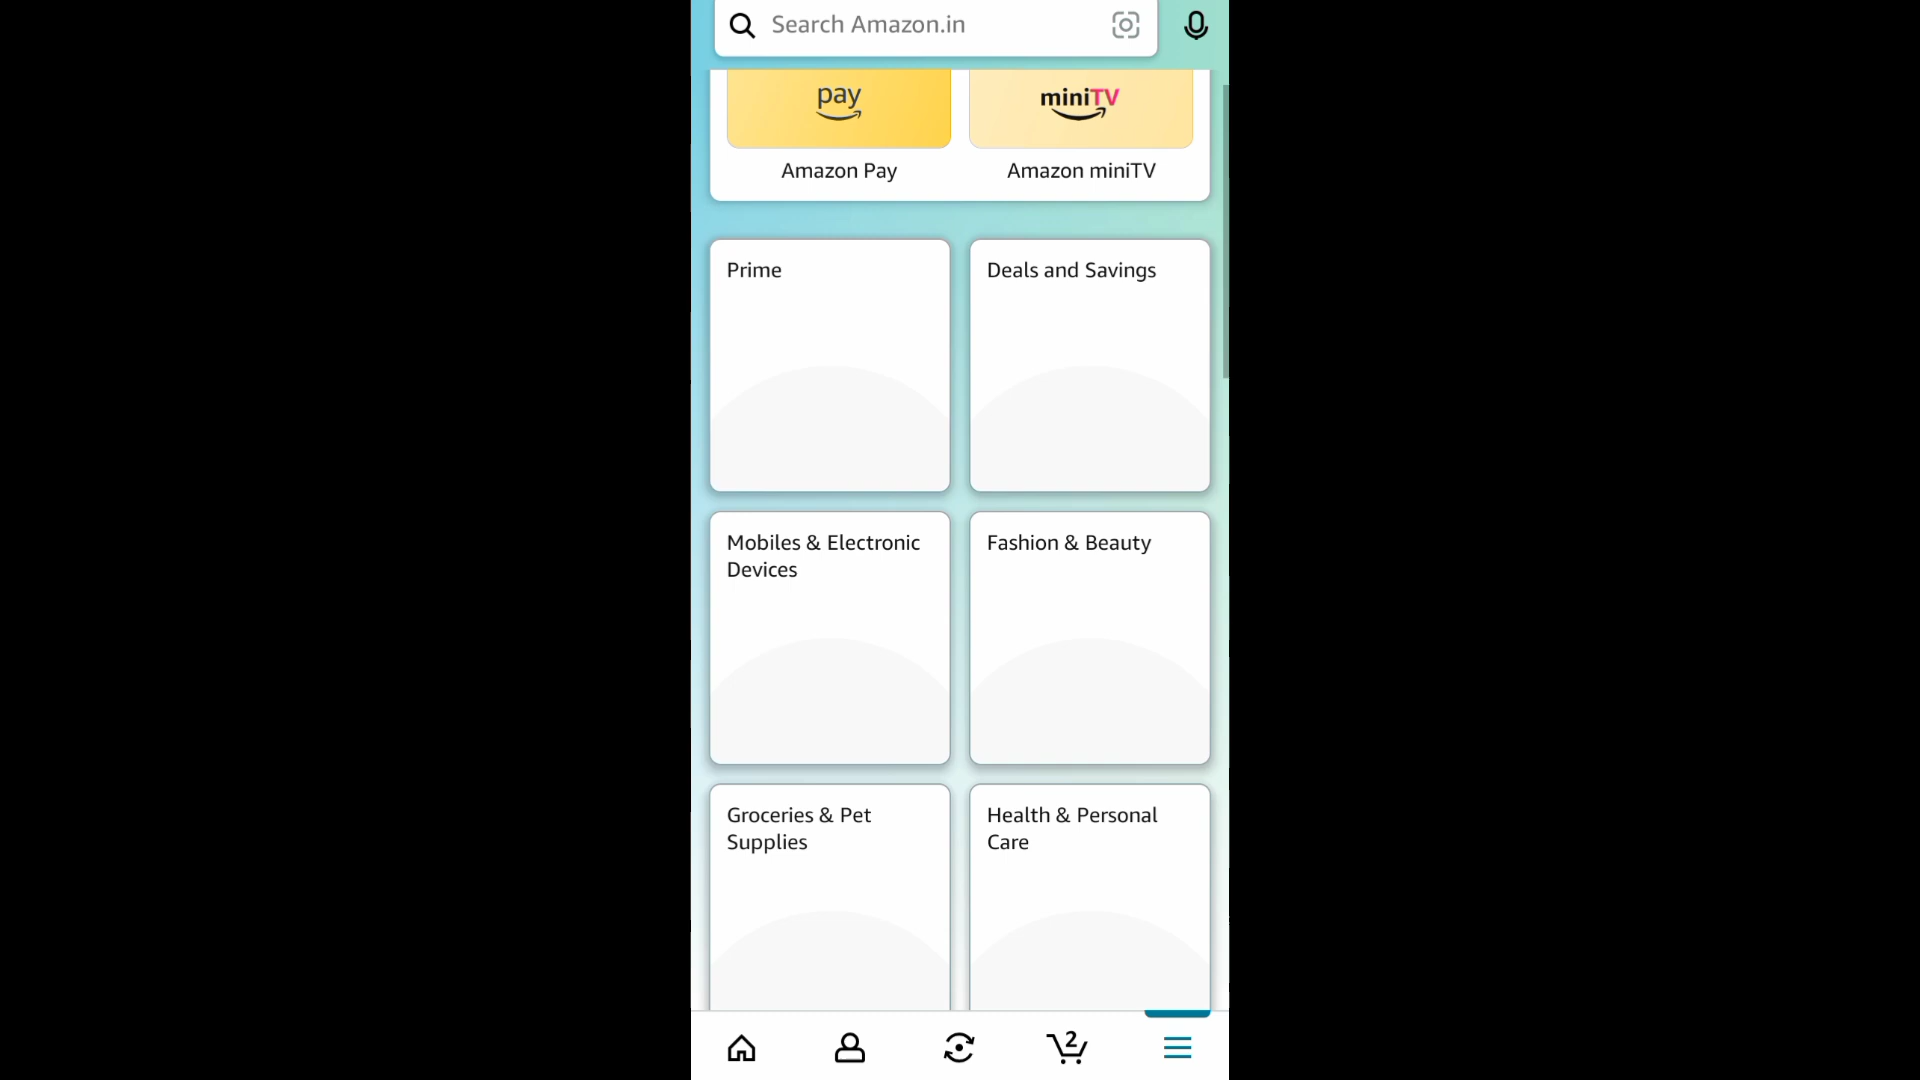 Search Amazon.in
pay
miniTV
Amazon Pay
Amazon miniTV
Prime
Deals and Savings
Mobiles & Electronic
Devices
Fashion & Beauty
Groceries & Pet
Supplies
Health & Personal
Care
2